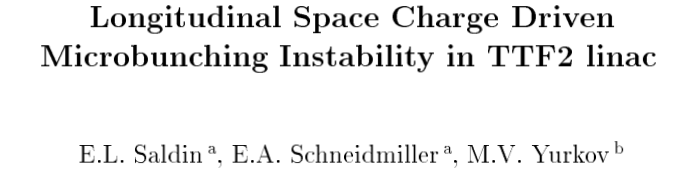 Longitudinal Space Charge Driven
Microbunching Instability in TTF2 linac
E.L. Saldin a, E.A. Schneidmiller a, M.V. Yurkov b